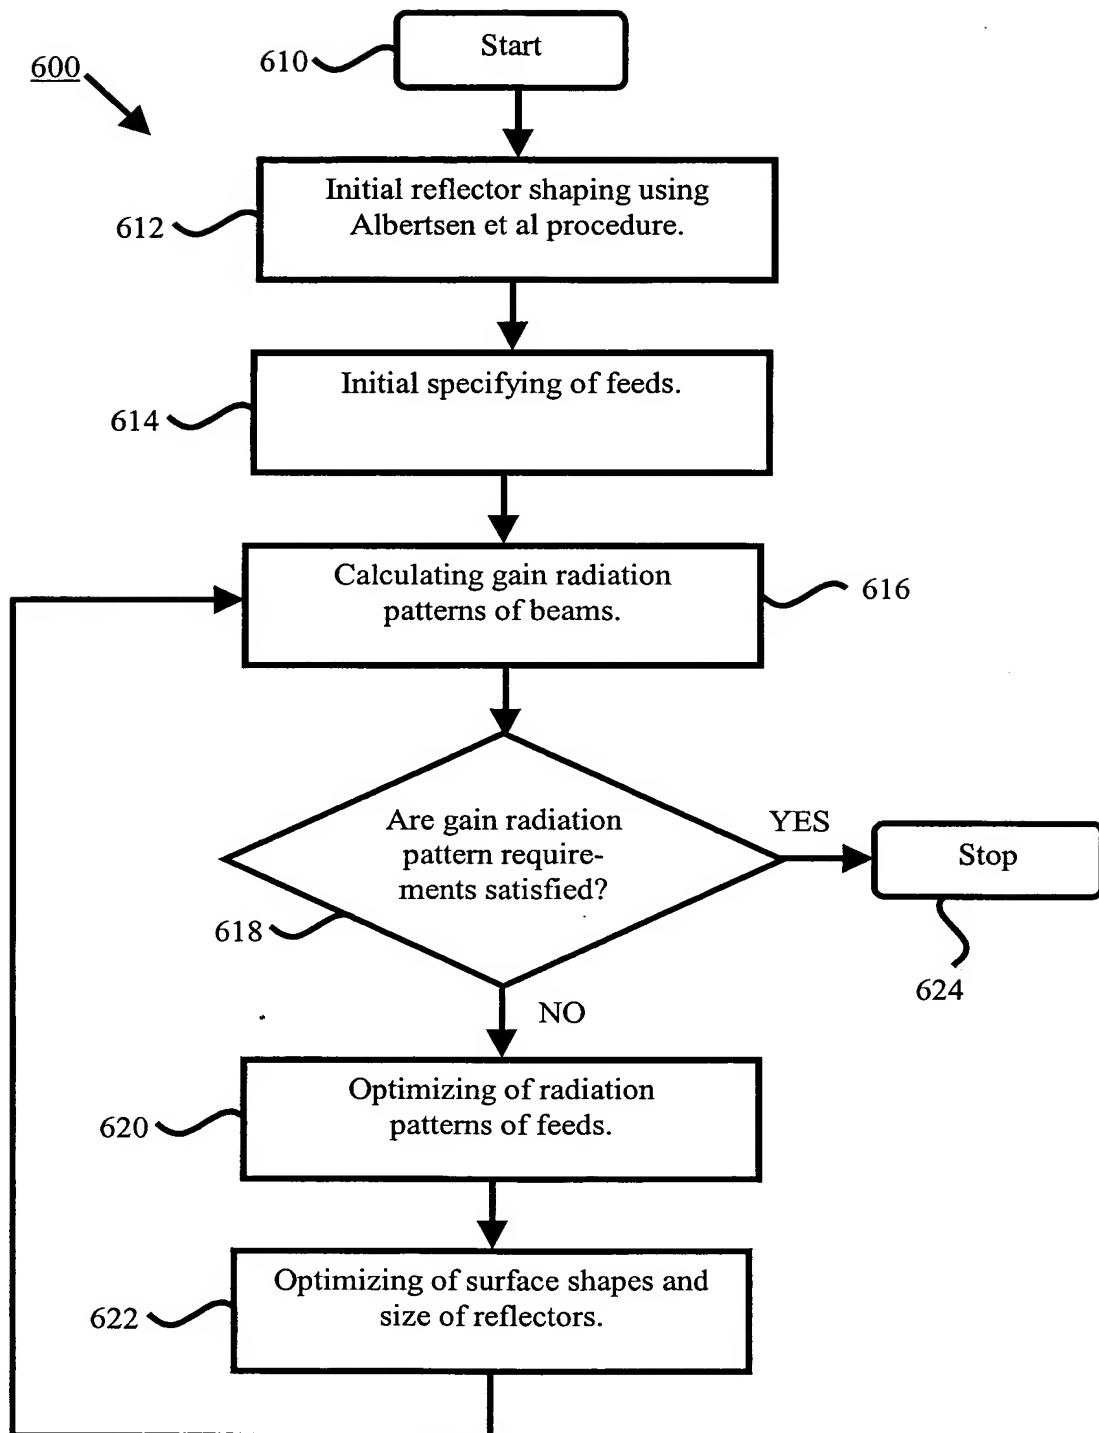 Start
610
600
Initial reflector shaping using
Albertsen et al procedure.
612
Initial specifying of feeds.
614
Calculating gain radiation
patterns of beams.
616
Are gain radiation
pattern require-
ments satisfied?
YES
Stop
618
624
NO
Optimizing of radiation
patterns of feeds.
620
Optimizing of surface shapes and
size of reflectors.
622